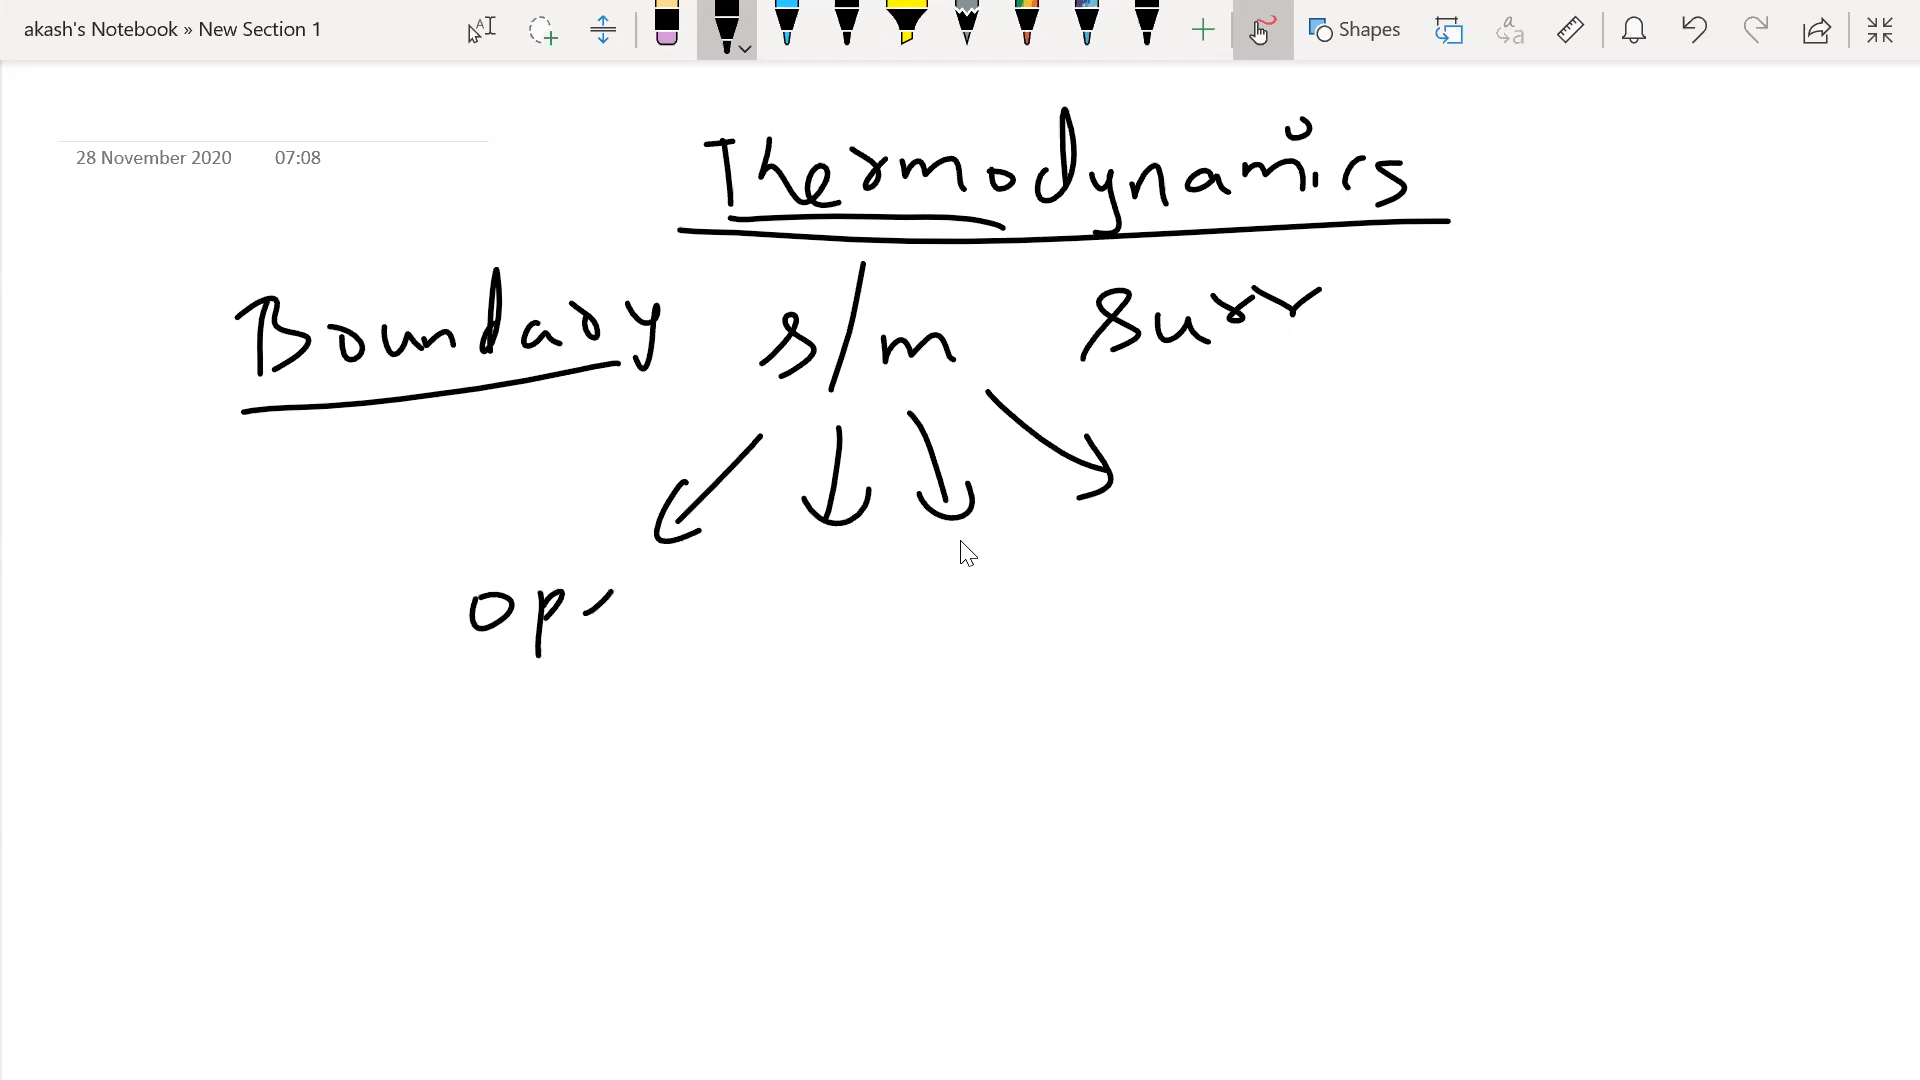 akash's Notebook » New Section 1
Shapes
28 November 2020 07:08
Thermodynamics
Boundary s/m surr
op